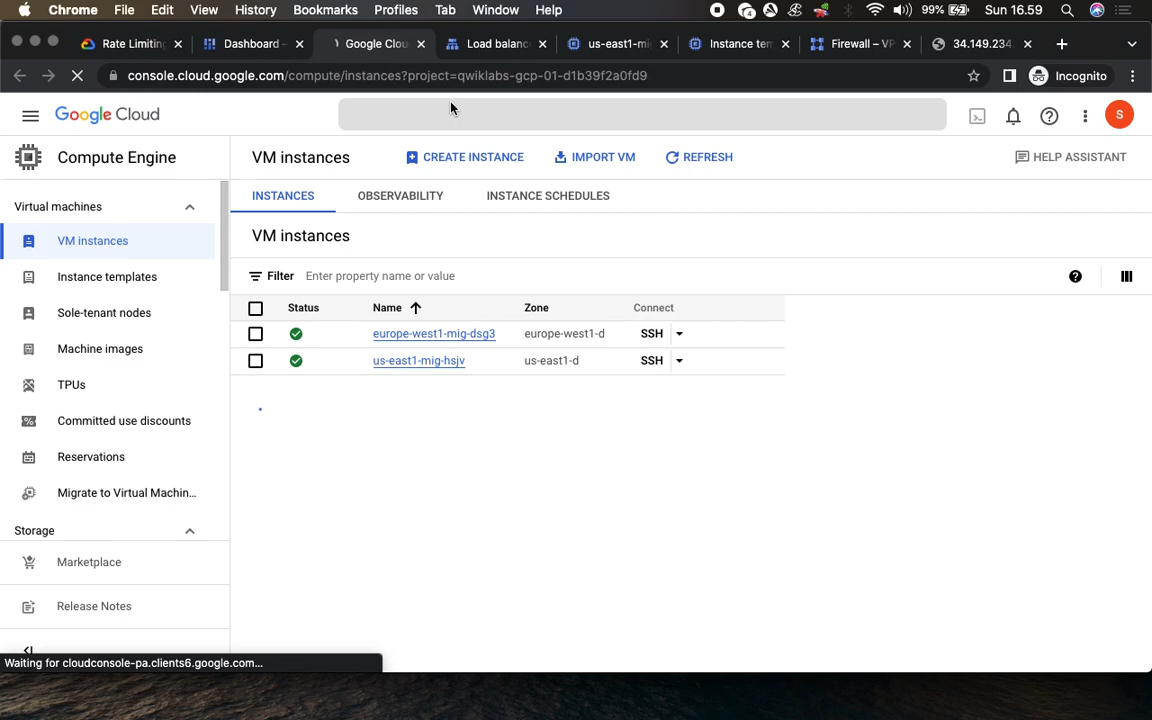 Chrome File Edit View History Bookmarks Profiles Tab Window Help 99% Sun 16.59
Rate Limiting Dashboard - Google Clou Load balanc us-east1-mi Instance tem Firewall – VP 34.149.234.
console.cloud.google.com/compute/instances?project=qwiklabs-gcp-01-d1b39f2a0fd9 Incognito
Google Cloud S
Compute Engine VM instances CREATE INSTANCE IMPORT VM REFRESH HELP ASSISTANT
Virtual machines INSTANCES OBSERVABILITY INSTANCE SCHEDULES
VM instances VM instances
Instance templates Filter Enter property name or value
Sole-tenant nodes Status Name Zone Connect
europe-west1-mig-dsg3 europe-west1-d SSH
Machine images us-east1-mig-hsjv us-east1-d SSH
TPUs
Committed use discounts
Reservations
Migrate to Virtual Machin...
Storage
Marketplace
Release Notes
Waiting for cloudconsole-pa.clients6.google.com...